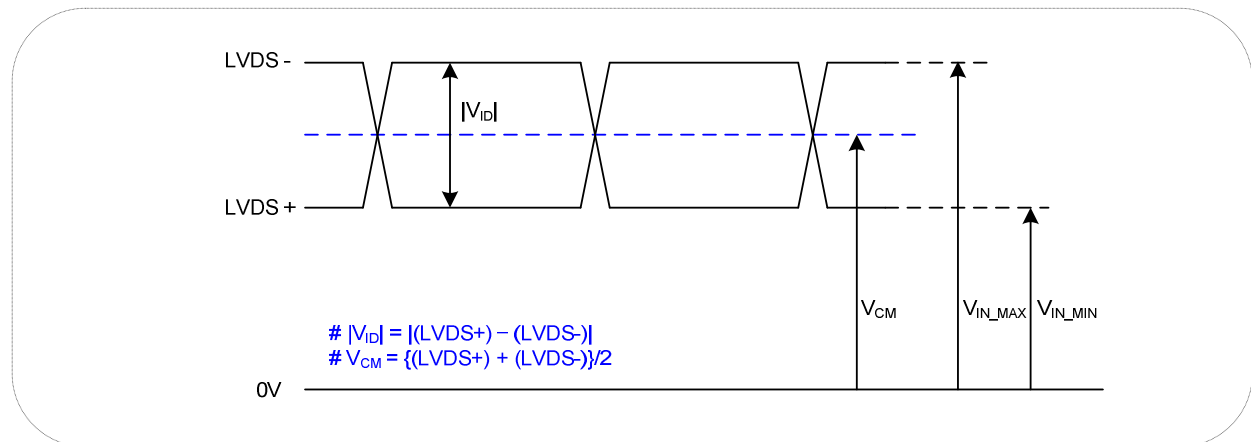 LVDS -
|VID|
LVDS +
VCM
VIN_MAX
VIN_MIN
# |VID| = |(LVDS+) – (LVDS-)|
# VCM = {(LVDS+) + (LVDS-)}/2
0V